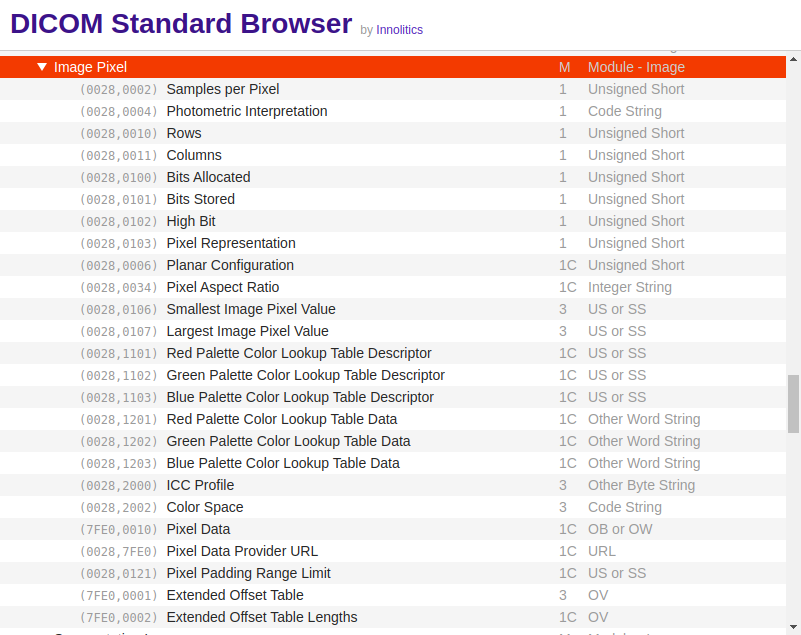 DICOM Standard Browser by Innolitics
Image Pixel M Module - Image
(0028,0002) Samples per Pixel 1 Unsigned Short
(0028,0004) Photometric Interpretation 1 Code String
(0028,0010) Rows 1 Unsigned Short
(0028,0011) Columns 1 Unsigned Short
(0028,0100) Bits Allocated 1 Unsigned Short
(0028,0101) Bits Stored 1 Unsigned Short
(0028,0102) High Bit 1 Unsigned Short
(0028,0103) Pixel Representation 1 Unsigned Short
(0028,0006) Planar Configuration 1C Unsigned Short
(0028,0034) Pixel Aspect Ratio 1C Integer String
(0028,0106) Smallest Image Pixel Value 3 US or SS
(0028,0107) Largest Image Pixel Value 3 US or SS
(0028,1101) Red Palette Color Lookup Table Descriptor 1C US or SS
(0028,1102) Green Palette Color Lookup Table Descriptor 1C US or SS
(0028,1103) Blue Palette Color Lookup Table Descriptor 1C US or SS
(0028,1201) Red Palette Color Lookup Table Data 1C Other Word String
(0028,1202) Green Palette Color Lookup Table Data 1C Other Word String
(0028,1203) Blue Palette Color Lookup Table Data 1C Other Word String
(0028,2000) ICC Profile 3 Other Byte String
(0028,2002) Color Space 3 Code String
(7FE0,0010) Pixel Data 1C OB or OW
(0028,7FE0) Pixel Data Provider URL 1C URL
(0028,0121) Pixel Padding Range Limit 1C US or SS
(7FE0,0001) Extended Offset Table 3 OV
(7FE0,0002) Extended Offset Table Lengths 1C OV